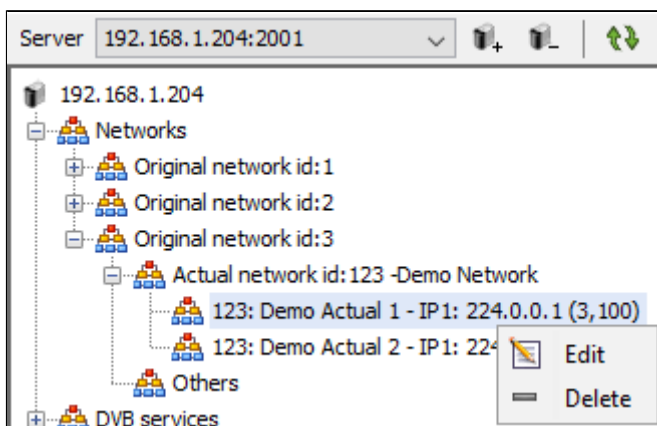 Server 192.168.1.204:2001
192.168.1.204
Networks
Original network id:1
Original network id:2
Original network id:3
Actual network id:123 -Demo Network
123: Demo Actual 1 - IP1: 224.0.0.1 (3,100)
123: Demo Actual 2 - IP1: 224
Edit
Others
Delete
DVB services